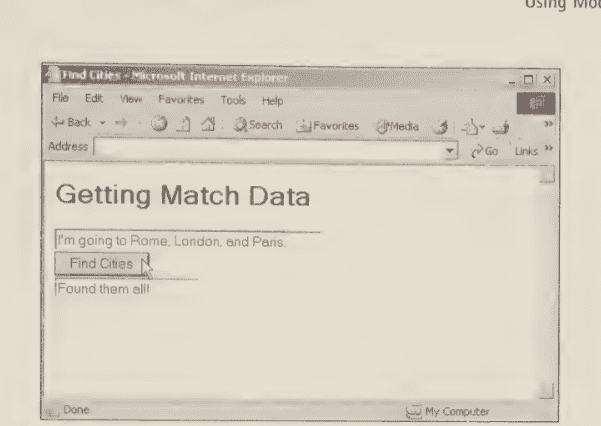 Using Mod
Find Cities - Microsoft Internet Explorer
File Edit View Favorites Tools Help
Back Search Favorites Media »
Address Go Links »
Getting Match Data
I'm going to Rome, London, and Paris.
Find Cities
Found them all!
Done My Computer